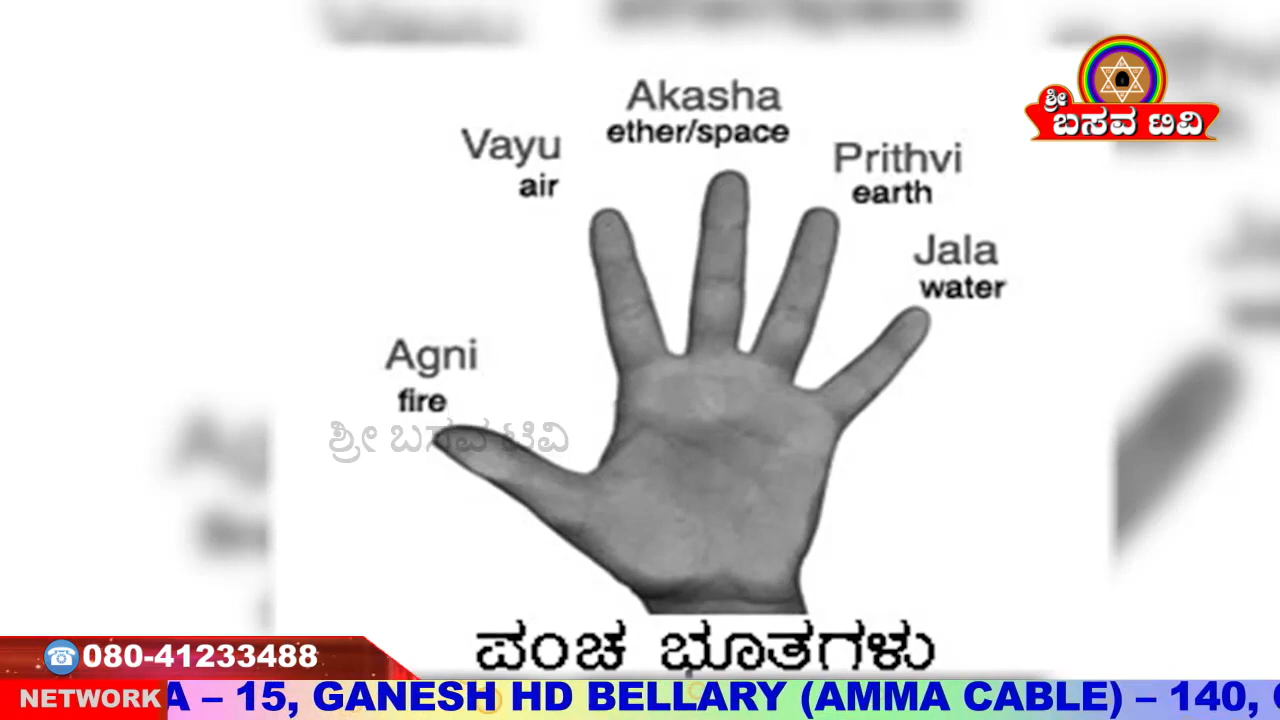 Akasha
ether/space
Vayu
air
Prithvi
earth
Jala
water
Agni
fire
ಶ್ರೀ ಬಸವ ಟಿವಿ
ಪಂಚ ಭೂತಗಳು
ಶ್ರೀ
ಬಸವ ಟಿವಿ
080-41233488
NETWORK A – 15, GANESH HD BELLARY (AMMA CABLE) – 140,